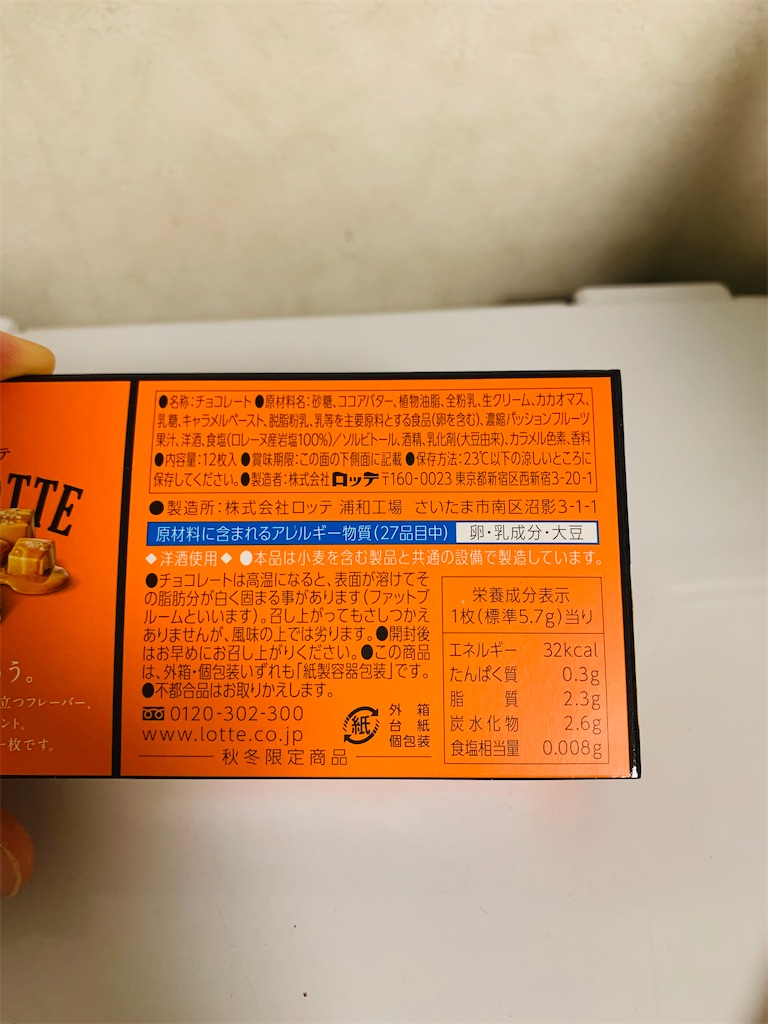 テ
OTTE
う。
立つフレーバー、
ント。
一枚です。
●名称:チョコレート ●原材料名:砂糖、ココアバター、植物油脂、全粉乳、生クリーム、カカオマス、
乳糖、キャラメルペースト、脱脂粉乳、乳等を主要原料とする食品(卵を含む)、濃縮パッションフルーツ
果汁、洋酒、食塩(ロレーヌ産岩塩100%)/ソルビトール、酒精、乳化剤(大豆由来)、カラメル色素、香料
●内容量:12枚入 ●賞味期限:この面の下側面に記載 ●保存方法:23℃以下の涼しいところに
保存してください。●製造者:株式会社ロッテ〒160-0023 東京都新宿区西新宿3-20-1
●製造所:株式会社ロッテ 浦和工場 さいたま市南区沼影3-1-1
原材料に含まれるアレルギー物質(27品目中) 卵・乳成分・大豆
◆洋酒使用◆ ●本品は小麦を含む製品と共通の設備で製造しています。
●チョコレートは高温になると、表面が溶けてそ
の脂肪分が白く固まる事があります(ファットブ
ルームといいます)。召し上がってもさしつかえ
ありませんが、風味の上では劣ります。●開封後
はお早めにお召し上がりください。●この商品
は、外箱・個包装いずれも「紙製容器包装」です。
●不都合品はお取りかえします。
0120-302-300
www.lotte.co.jp
紙
外箱
台紙
個包装
秋冬限定商品
栄養成分表示
1枚(標準5.7g)当り
エネルギー 32kcal
たんぱく質 0.3g
脂質 2.3g
炭水化物 2.6g
食塩相当量 0.008g